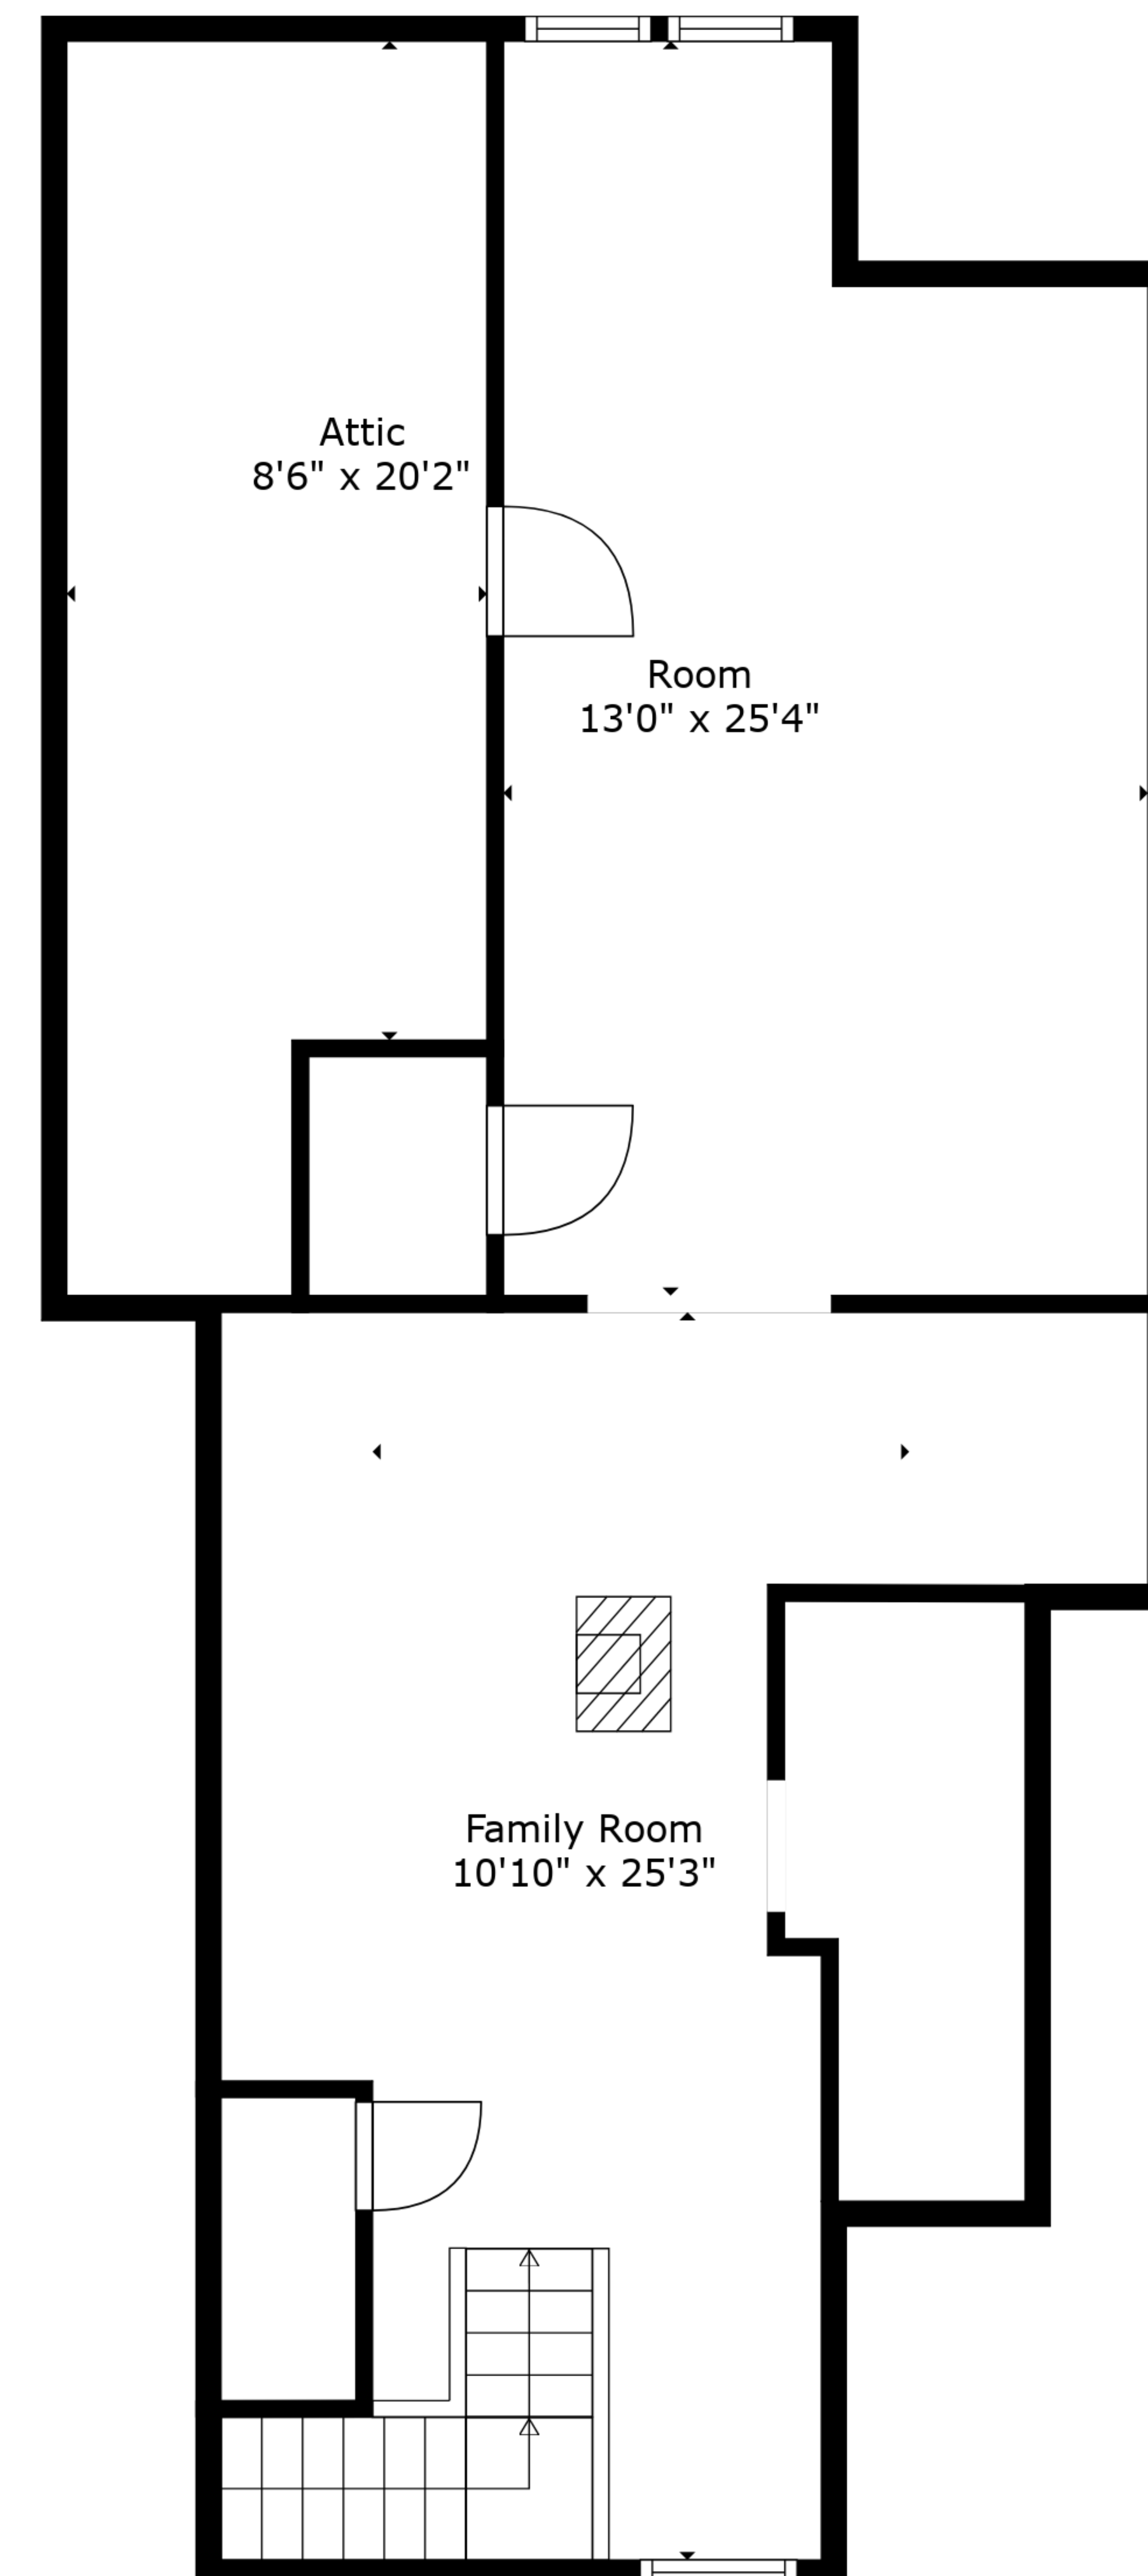 Attic
8'6" x 20'2"
Room
13'0" x 25'4"
Family Room
10'10" x 25'3"